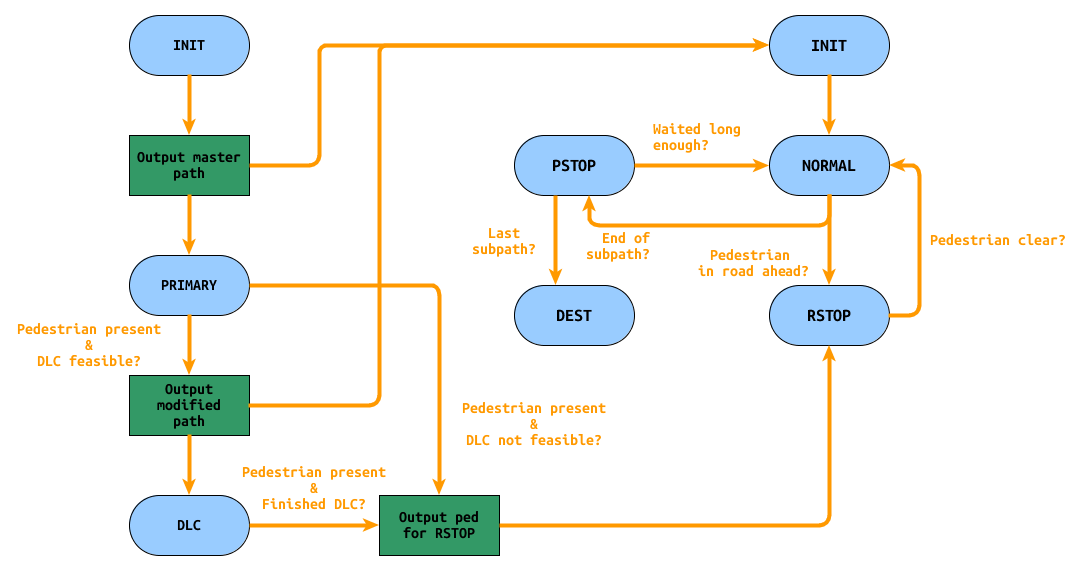 INIT
INIT
Output master
path
Waited long
enough?
PSTOP
NORMAL
Last
subpath?
End of
subpath?
Pedestrian
in road ahead?
Pedestrian clear?
PRIMARY
DEST
RSTOP
Pedestrian present
&
DLC feasible?
Output
modified
path
Pedestrian present
&
DLC not feasible?
Pedestrian present
&
Finished DLC?
DLC
Output ped
for RSTOP